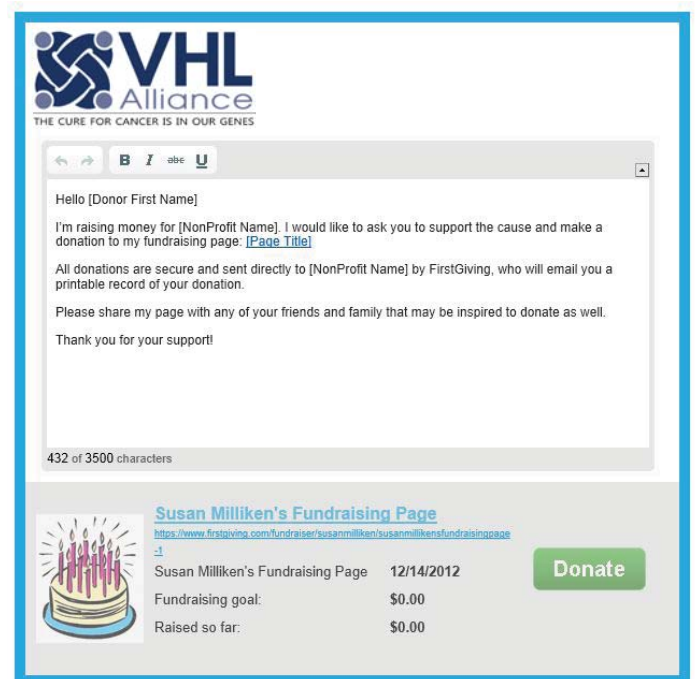 VHL
Alliance
THE CURE FOR CANCER IS IN OUR GENES
B I abc U
Hello [Donor First Name]
I'm raising money for [NonProfit Name]. I would like to ask you to support the cause and make a
donation to my fundraising page: [Page Title]
All donations are secure and sent directly to [NonProfit Name] by FirstGiving, who will email you a
printable record of your donation.
Please share my page with any of your friends and family that may be inspired to donate as well.
Thank you for your support!
432 of 3500 characters
Susan Milliken's Fundraising Page
https://www.firstgiving.com/fundraiser/susanmilliken/susanmillikensfundraisingpage
-1
Susan Milliken's Fundraising Page 12/14/2012
Donate
Fundraising goal: $0.00
Raised so far: $0.00